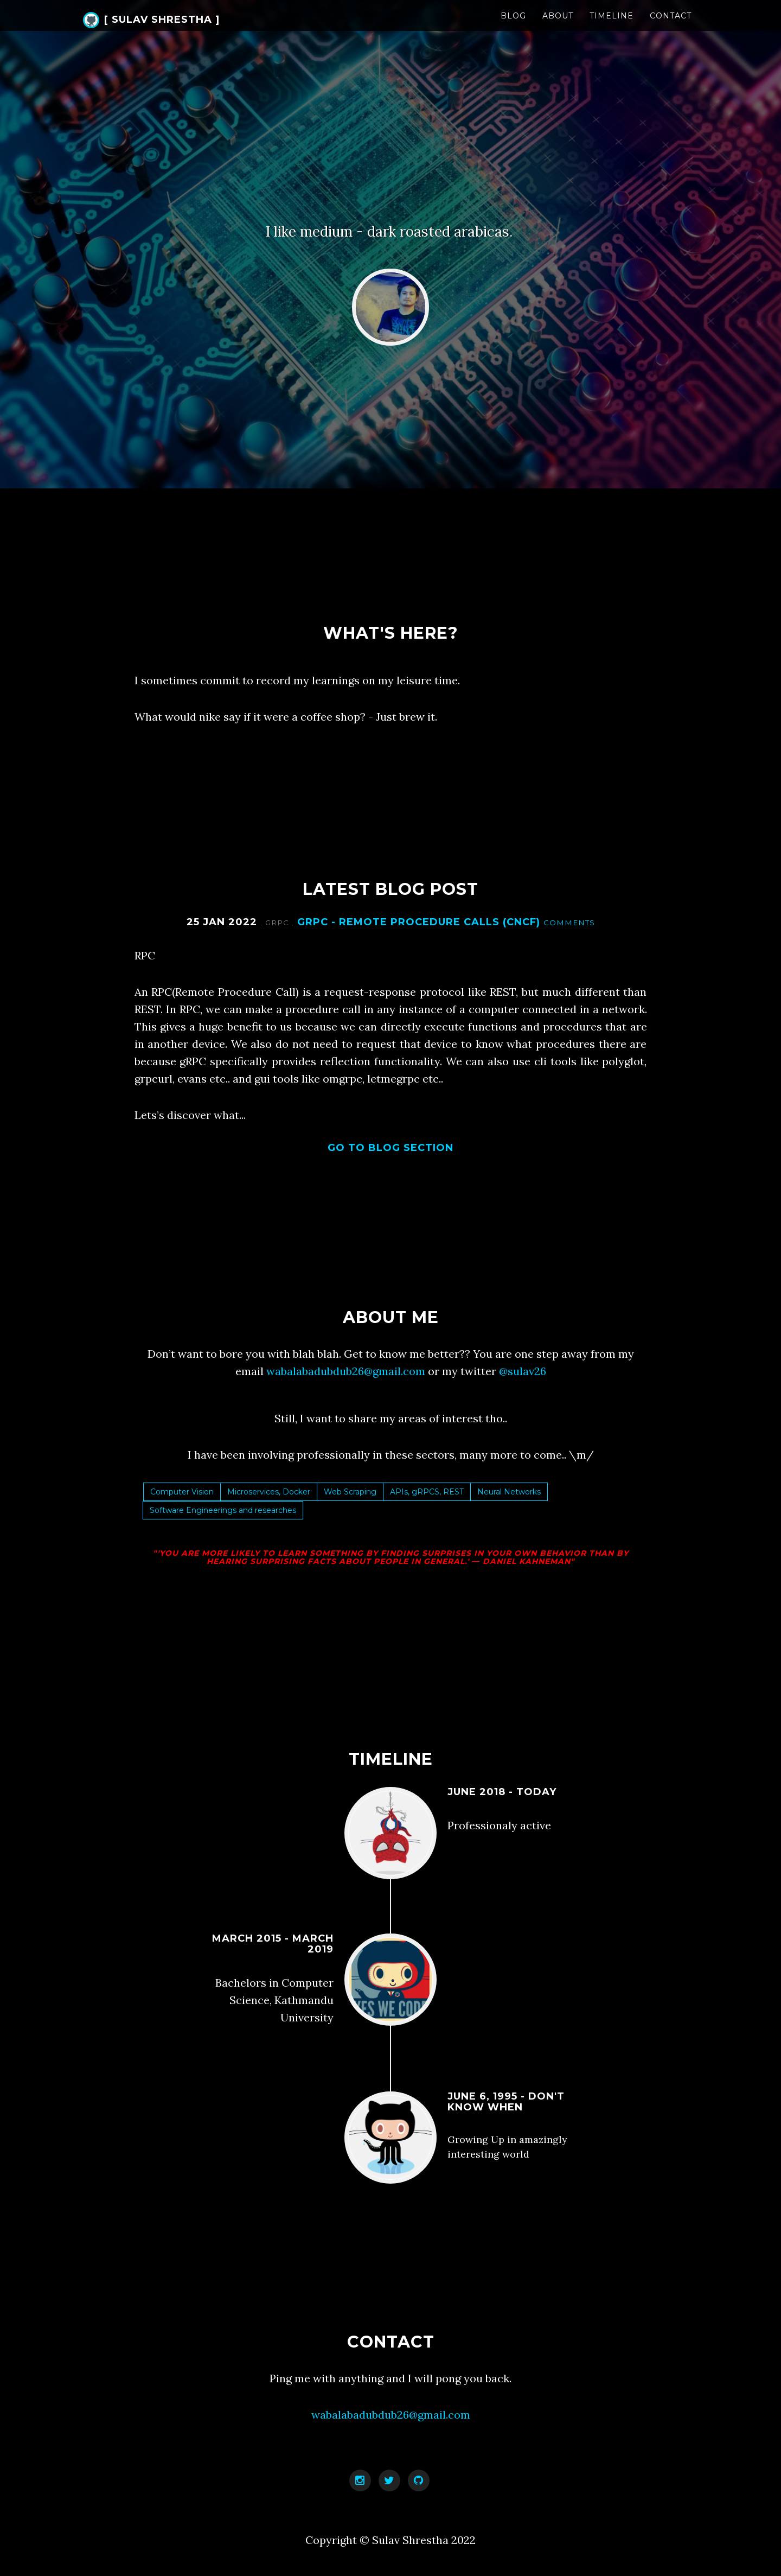 [ SULAV SHRESTHA ]
BLOG ABOUT TIMELINE CONTACT
I like medium - dark roasted arabicas.
WHAT'S HERE?
I sometimes commit to record my learnings on my leisure time.
What would nike say if it were a coffee shop? - Just brew it.
LATEST BLOG POST
25 JAN 2022 . GRPC . GRPC - REMOTE PROCEDURE CALLS (CNCF) COMMENTS
RPC
An RPC(Remote Procedure Call) is a request-response protocol like REST, but much different than
REST. In RPC, we can make a procedure call in any instance of a computer connected in a network.
This gives a huge benefit to us because we can directly execute functions and procedures that are
in another device. We also do not need to request that device to know what procedures there are
because gRPC specifically provides reflection functionality. We can also use cli tools like polyglot,
grpcurl, evans etc.. and gui tools like omgrpc, letmegrpc etc..
Lets's discover what...
GO TO BLOG SECTION
ABOUT ME
Don't want to bore you with blah blah. Get to know me better?? You are one step away from my
email wabalabadubdub26@gmail.com or my twitter @sulav26
Still, I want to share my areas of interest tho..
I have been involving professionally in these sectors, many more to come.. \m/
Computer Vision Microservices, Docker Web Scraping APIs, gRPCS, REST Neural Networks
Software Engineerings and researches
"'YOU ARE MORE LIKELY TO LEARN SOMETHING BY FINDING SURPRISES IN YOUR OWN BEHAVIOR THAN BY
HEARING SURPRISING FACTS ABOUT PEOPLE IN GENERAL.' ― DANIEL KAHNEMAN"
TIMELINE
JUNE 2018 - TODAY
Professionaly active
MARCH 2015 - MARCH
2019
Bachelors in Computer
Science, Kathmandu
University
YES WE CODE
JUNE 6, 1995 - DON'T
KNOW WHEN
Growing Up in amazingly
interesting world
CONTACT
Ping me with anything and I will pong you back.
wabalabadubdub26@gmail.com
Copyright © Sulav Shrestha 2022